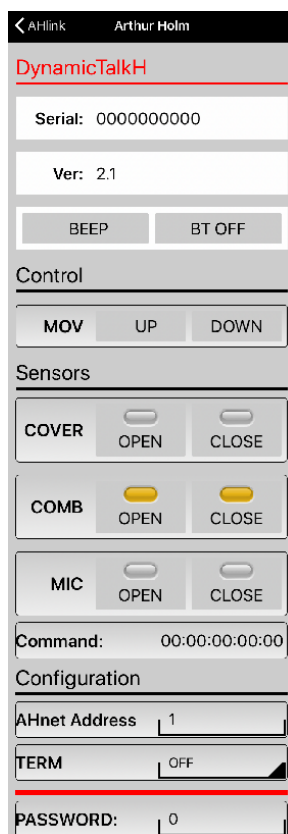 AHlink Arthur Holm
DynamicTalkH
Serial: 0000000000
Ver: 2.1
BEEP BT OFF
Control
MOV UP DOWN
Sensors
COVER OPEN CLOSE
COMB OPEN CLOSE
MIC OPEN CLOSE
Command: 00:00:00:00:00
Configuration
AHnet Address 1
TERM OFF
PASSWORD: 0